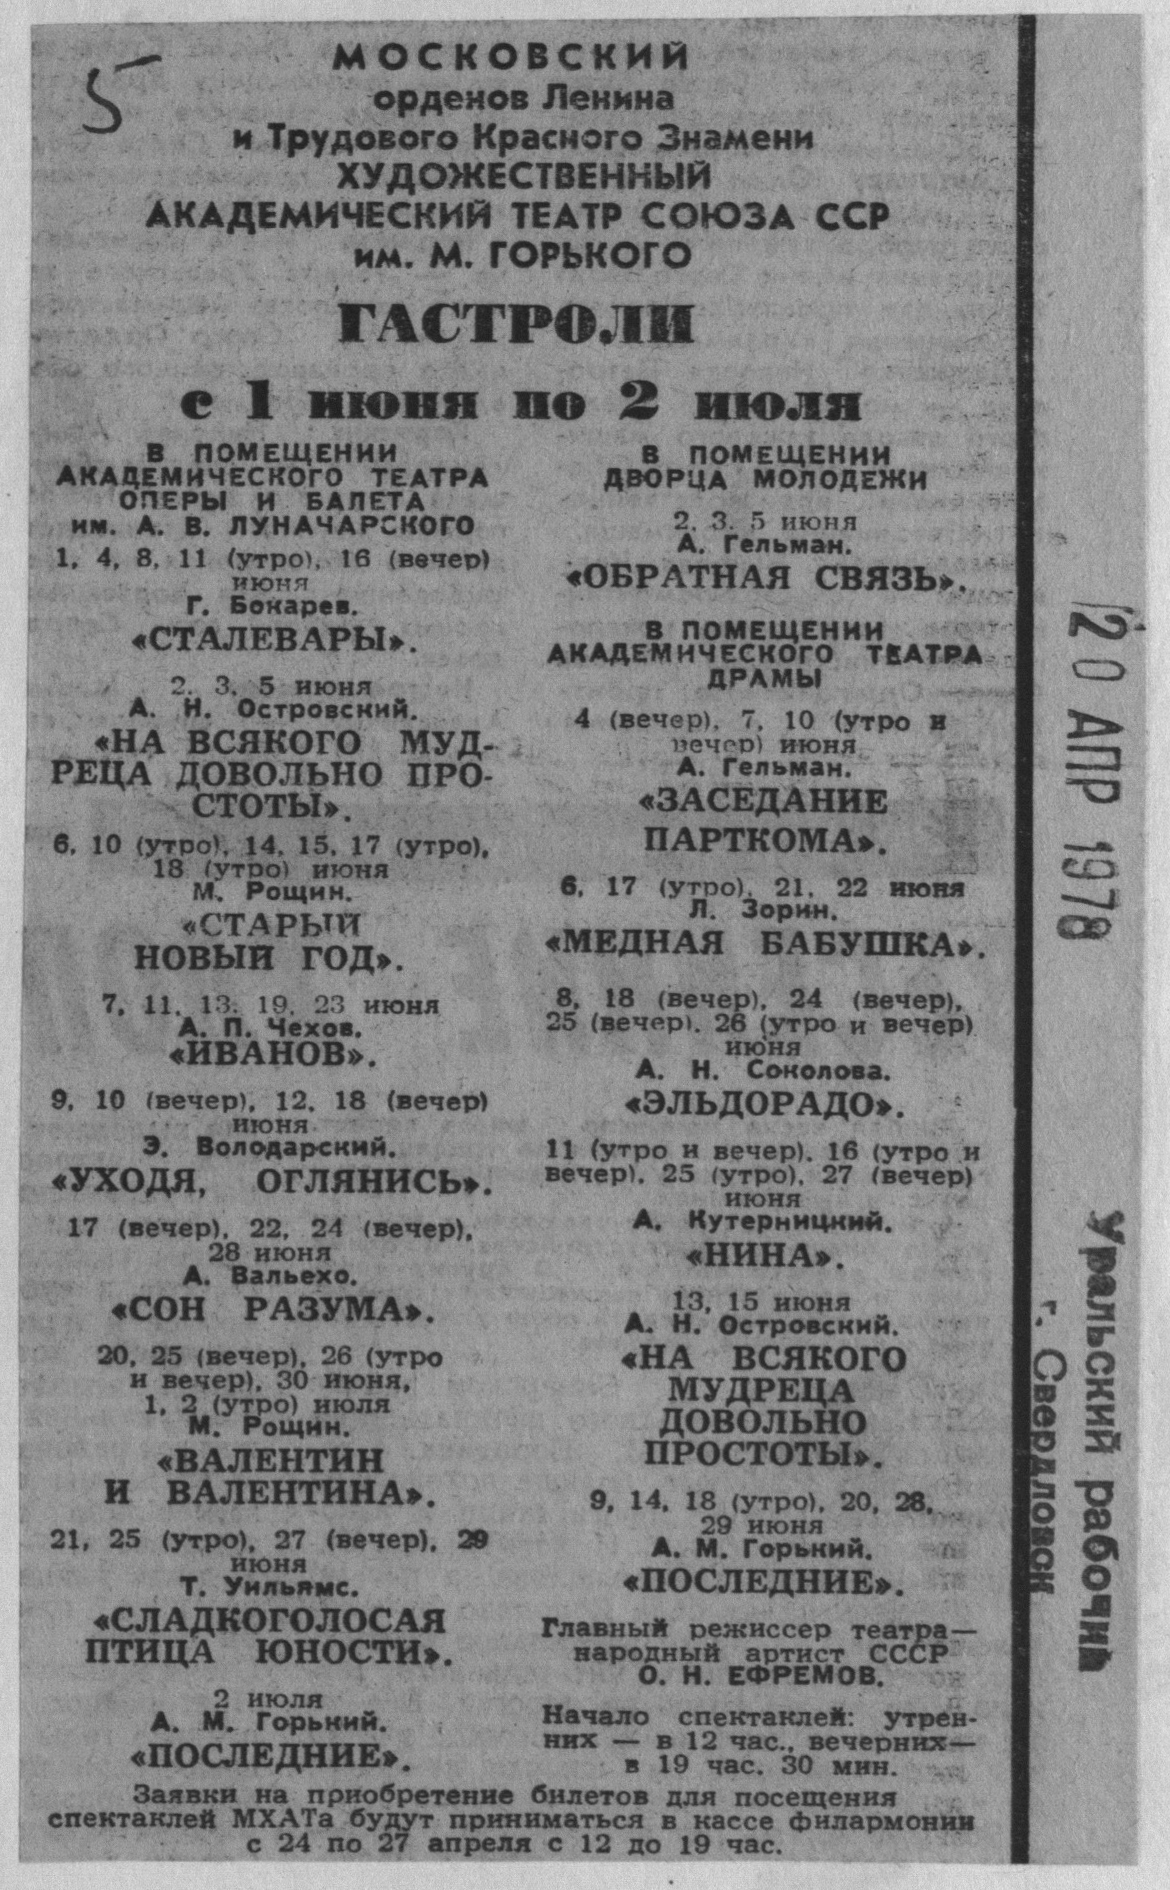 5
МОСКОВСКИЙ
орденов Ленина
и Трудового Красного Знамени
ХУДОЖЕСТВЕННЫЙ
АКАДЕМИЧЕСКИЙ ТЕАТР СОЮЗА ССР
им. М. ГОРЬКОГО
ГАСТРОЛИ
с 1 июня по 2 июля
В ПОМЕЩЕНИИ
АКАДЕМИЧЕСКОГО ТЕАТРА
ОПЕРЫ И БАЛЕТА
им. А. В. ЛУНАЧАРСКОГО
1, 4, 8, 11 (утро), 16 (вечер)
июня
Г. Бокарев.
«СТАЛЕВАРЫ».
2, 3, 5 июня
А. Н. Островский.
«НА ВСЯКОГО МУД-
РЕЦА ДОВОЛЬНО ПРО-
СТОТЫ».
6, 10 (утро), 14, 15, 17 (утро),
18 (утро) июня
М. Рощин.
«СТАРЫЙ
НОВЫЙ ГОД».
7, 11, 13, 19, 23 июня
А. П. Чехов.
«ИВАНОВ».
9, 10 (вечер), 12, 18 (вечер)
июня
Э. Володарский.
«УХОДЯ, ОГЛЯНИСЬ».
17 (вечер), 22, 24 (вечер),
28 июня
А. Вальехо.
«СОН РАЗУМА».
20, 25 (вечер), 26 (утро
и вечер), 30 июня,
1, 2 (утро) июля
М. Рощин.
«ВАЛЕНТИН
И ВАЛЕНТИНА».
21, 25 (утро), 27 (вечер), 29
июня
Т. Уильямс.
«СЛАДКОГОЛОСАЯ
ПТИЦА ЮНОСТИ».
2 июля
А. М. Горький.
«ПОСЛЕДНИЕ».
В ПОМЕЩЕНИИ
ДВОРЦА МОЛОДЕЖИ
2, 3, 5 июня
А. Гельман.
«ОБРАТНАЯ СВЯЗЬ».
В ПОМЕЩЕНИИ
АКАДЕМИЧЕСКОГО ТЕАТРА
ДРАМЫ
4 (вечер), 7, 10 (утро и
вечер) июня
А. Гельман.
«ЗАСЕДАНИЕ
ПАРТКОМА».
6, 17 (утро), 21, 22 июня
Л. Зорин.
«МЕДНАЯ БАБУШКА».
8, 18 (вечер), 24 (вечер),
25 (вечер), 26 (утро и вечер)
июня
А. Н. Соколова.
«ЭЛЬДОРАДО».
11 (утро и вечер), 16 (утро и
вечер), 25 (утро), 27 (вечер)
июня
А. Кутерницкий.
«НИНА».
13, 15 июня
А. Н. Островский.
«НА ВСЯКОГО
МУДРЕЦА
ДОВОЛЬНО
ПРОСТОТЫ».
9, 14, 18 (утро), 20, 28,
29 июня
А. М. Горький.
«ПОСЛЕДНИЕ».
Главный режиссер театра—
народный артист СССР
О. Н. ЕФРЕМОВ.
Начало спектаклей: утрен-
них — в 12 час., вечерних—
в 19 час. 30 мин.
Заявки на приобретение билетов для посещения
спектаклей МХАТа будут приниматься в кассе филармонии
с 24 по 27 апреля с 12 до 19 час.
20 АПР 1978
Уральский рабочий
г. Свердловск